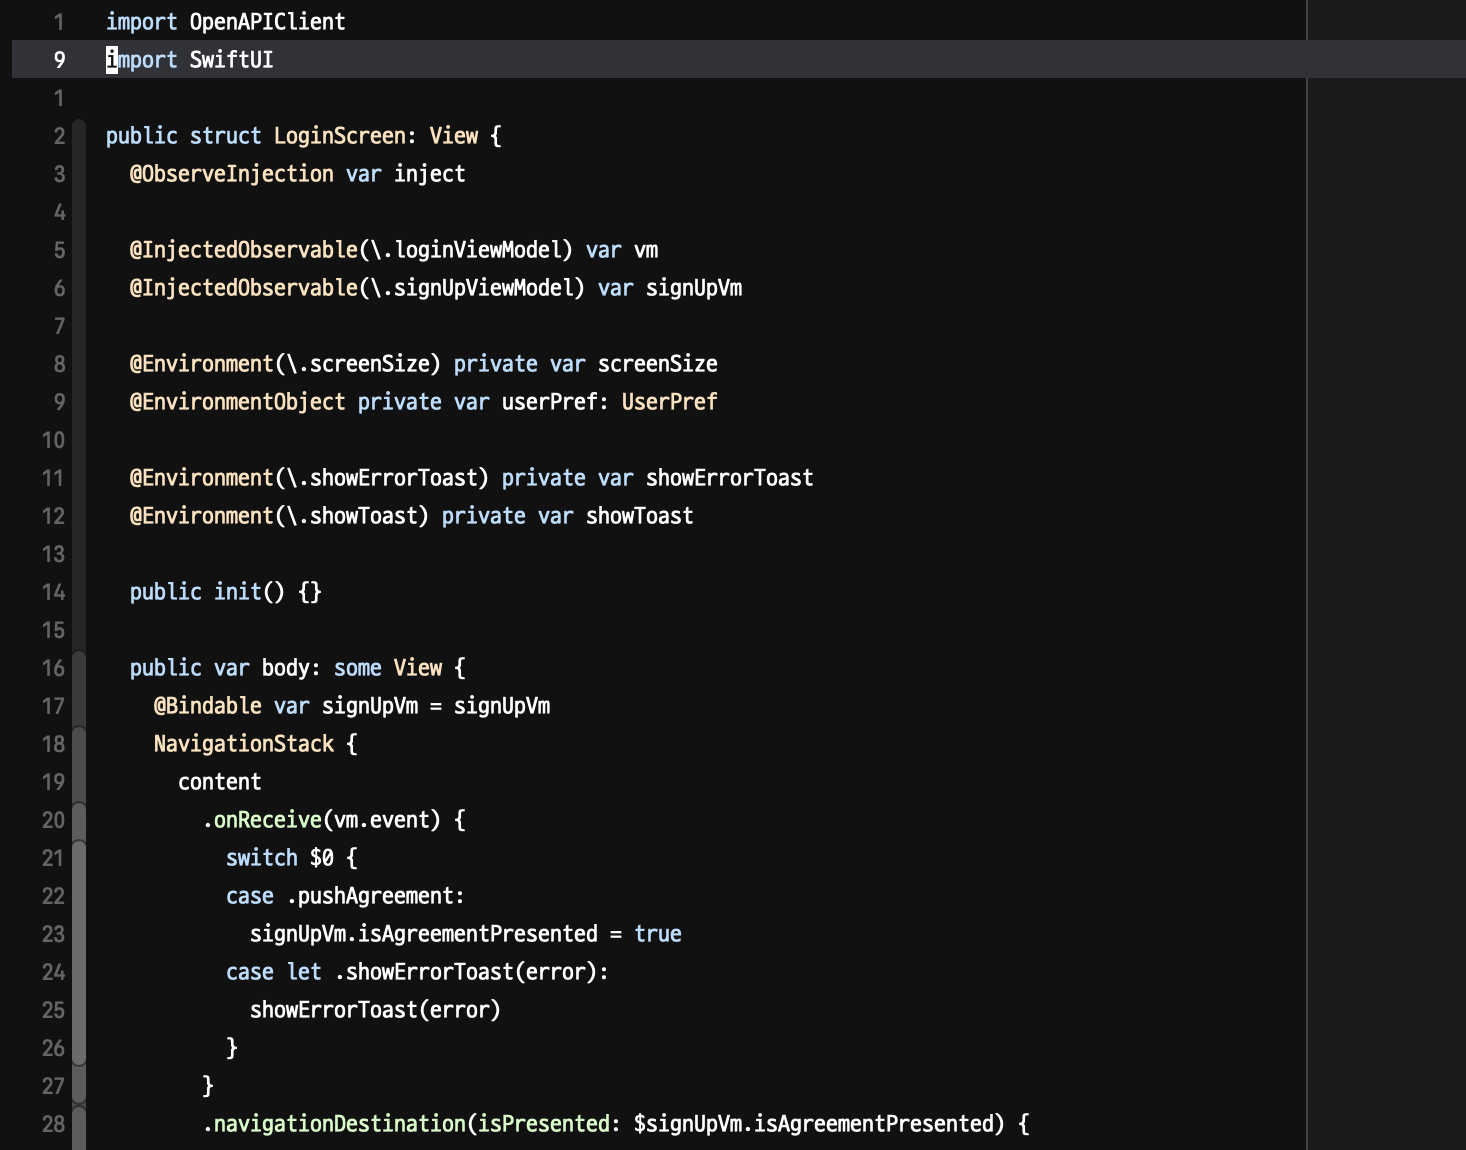 1 import OpenAPIClient
9 import SwiftUI
1
2 public struct LoginScreen: View {
3   @ObserveInjection var inject
4
5   @InjectedObservable(\.loginViewModel) var vm
6   @InjectedObservable(\.signUpViewModel) var signUpVm
7
8   @Environment(\.screenSize) private var screenSize
9   @EnvironmentObject private var userPref: UserPref
10
11   @Environment(\.showErrorToast) private var showErrorToast
12   @Environment(\.showToast) private var showToast
13
14   public init() {}
15
16   public var body: some View {
17     @Bindable var signUpVm = signUpVm
18     NavigationStack {
19       content
20         .onReceive(vm.event) {
21           switch $0 {
22           case .pushAgreement:
23             signUpVm.isAgreementPresented = true
24           case let .showErrorToast(error):
25             showErrorToast(error)
26           }
27         }
28         .navigationDestination(isPresented: $signUpVm.isAgreementPresented) {